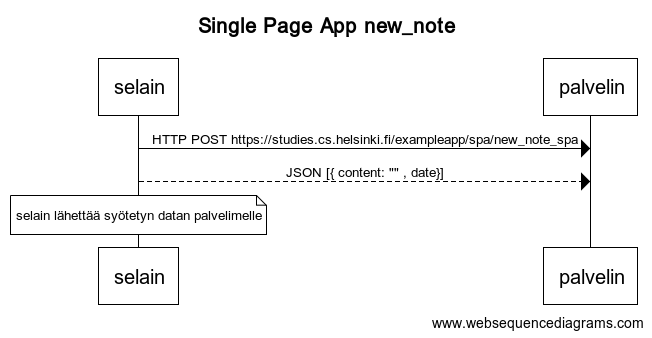 Single Page App new_note
selain
palvelin
HTTP POST https://studies.cs.helsinki.fi/exampleapp/spa/new_note_spa
JSON [{ content: "" , date}]
selain lähettää syötetyn datan palvelimelle
selain
palvelin
www.websequencediagrams.com